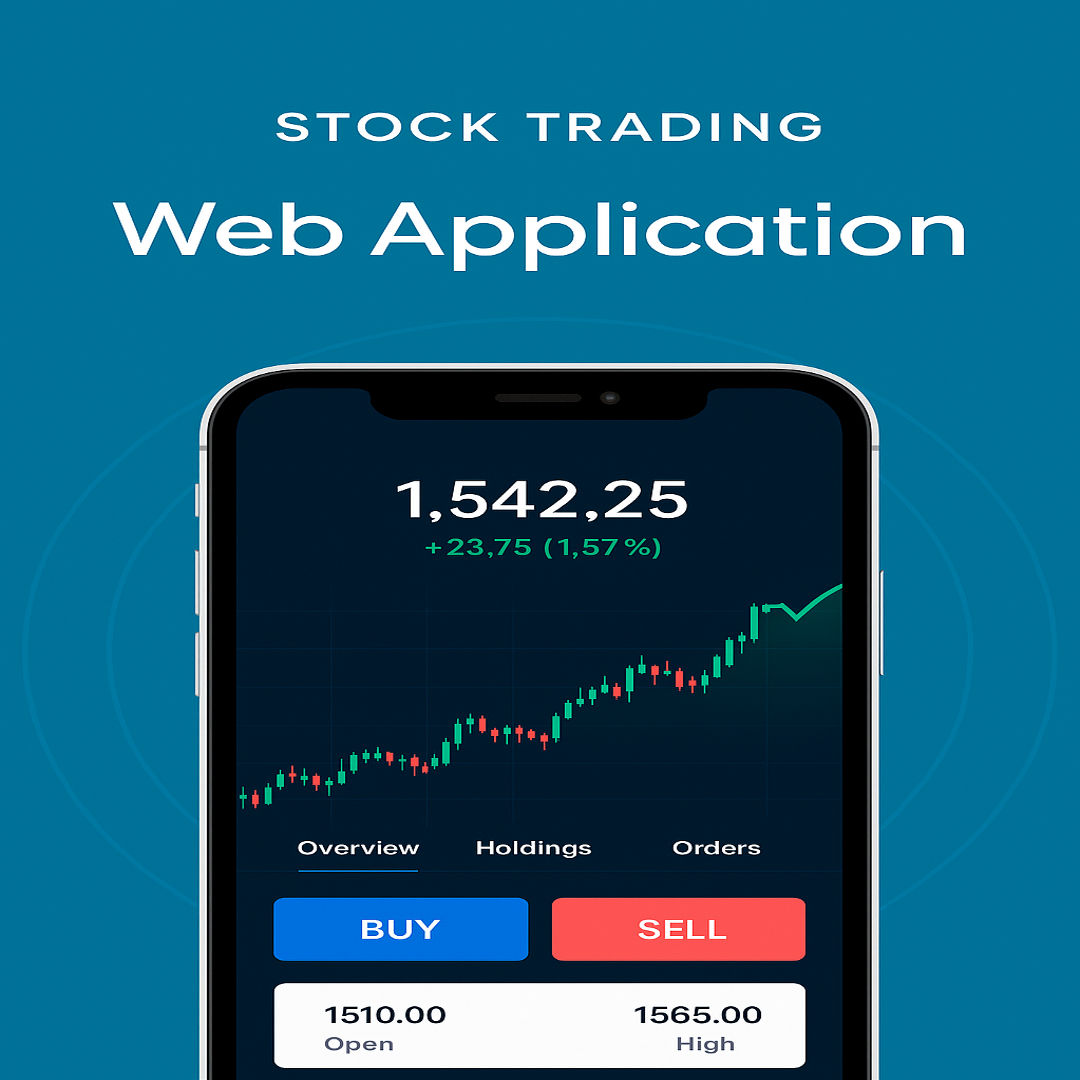 STOCK TRADING
Web Application
1,542,25
+23,75 (1,57%)
Overview Holdings Orders
BUY SELL
1510.00 1565.00
Open High